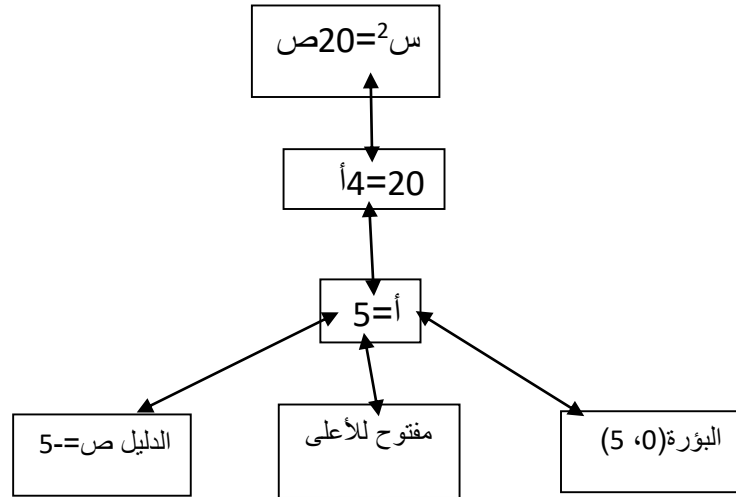 س²=20ص
4أ=20
أ=5
البؤرة(0، 5)
مفتوح للأعلى
الدليل ص=-5